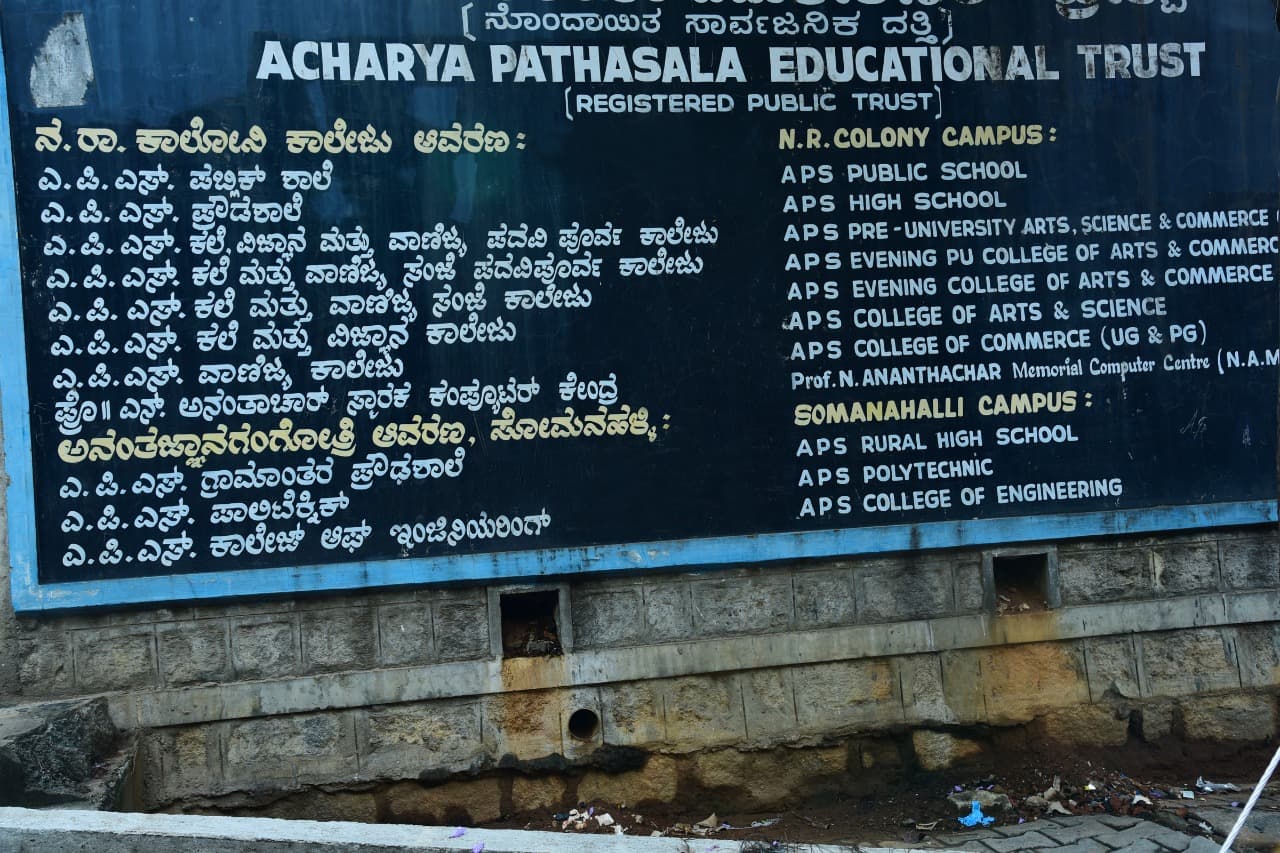 ( ನೊಂದಾಯಿತ ಸಾರ್ವಜನಿಕ ದತ್ತಿ )
ACHARYA PATHASALA EDUCATIONAL TRUST
(REGISTERED PUBLIC TRUST)
ನ. ರಾ. ಕಾಲೋನಿ ಕಾಲೇಜು ಆವರಣ :
ಎ. ಪಿ. ಎಸ್. ಪಬ್ಲಿಕ್ ಶಾಲೆ
ಎ. ಪಿ. ಎಸ್. ಪ್ರೌಢಶಾಲೆ
ಎ. ಪಿ. ಎಸ್. ಕಲೆ, ವಿಜ್ಞಾನ ಮತ್ತು ವಾಣಿಜ್ಯ ಪದವಿ ಪೂರ್ವ ಕಾಲೇಜು
ಎ. ಪಿ. ಎಸ್. ಕಲೆ ಮತ್ತು ವಾಣಿಜ್ಯ ಸಂಜೆ ಪದವಿಪೂರ್ವ ಕಾಲೇಜು
ಎ. ಪಿ. ಎಸ್. ಕಲೆ ಮತ್ತು ವಾಣಿಜ್ಯ ಸಂಜೆ ಕಾಲೇಜು
ಎ. ಪಿ. ಎಸ್. ಕಲೆ ಮತ್ತು ವಿಜ್ಞಾನ ಕಾಲೇಜು
ಎ. ಪಿ. ಎಸ್. ವಾಣಿಜ್ಯ ಕಾಲೇಜು
ಪ್ರೊ॥ ಎನ್. ಅನಂತಾಚಾರ್ ಸ್ಮಾರಕ ಕಂಪ್ಯೂಟರ್ ಕೇಂದ್ರ
ಅನಂತಜ್ಞಾನಗಂಗೋತ್ರಿ ಆವರಣ, ಸೋಮನಹಳ್ಳಿ :
ಎ. ಪಿ. ಎಸ್. ಗ್ರಾಮಾಂತರ ಪ್ರೌಢಶಾಲೆ
ಎ. ಪಿ. ಎಸ್. ಪಾಲಿಟೆಕ್ನಿಕ್
ಎ. ಪಿ. ಎಸ್. ಕಾಲೇಜ್ ಆಫ್ ಇಂಜಿನಿಯರಿಂಗ್
N.R.COLONY CAMPUS :
APS PUBLIC SCHOOL
APS HIGH SCHOOL
APS PRE-UNIVERSITY ARTS, SCIENCE & COMMERCE
APS EVENING PU COLLEGE OF ARTS & COMMERC
APS EVENING COLLEGE OF ARTS & COMMERCE
APS COLLEGE OF ARTS & SCIENCE
APS COLLEGE OF COMMERCE (UG & PG)
Prof. N. ANANTHACHAR Memorial Computer Centre (N.A.M
SOMANAHALLI CAMPUS :
APS RURAL HIGH SCHOOL
APS POLYTECHNIC
APS COLLEGE OF ENGINEERING